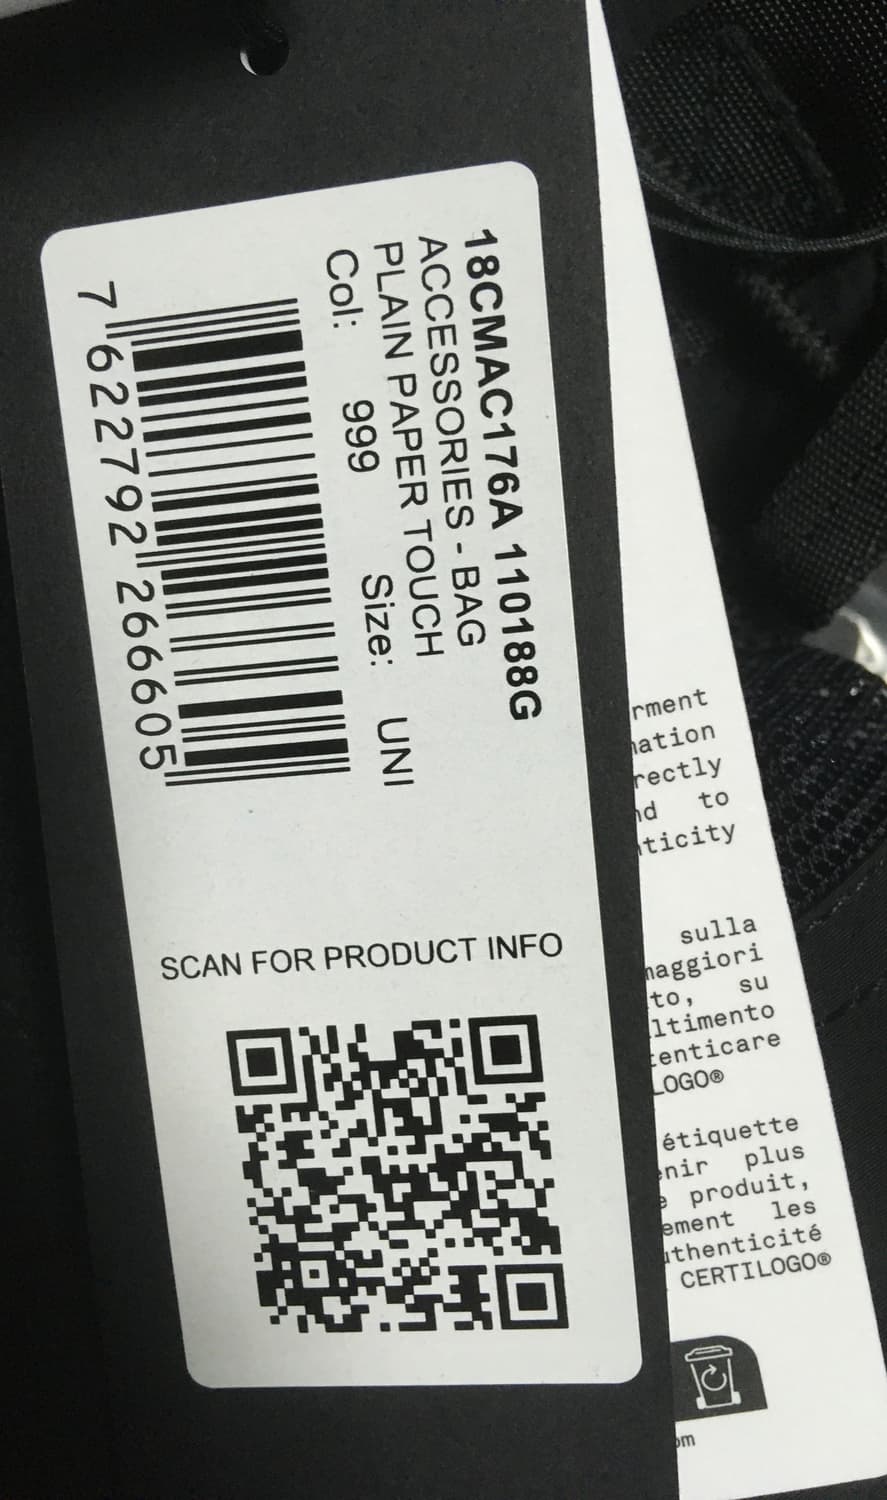 18CMAC176A 110188G
ACCESSORIES - BAG
PLAIN PAPER TOUCH
Col: 999 Size: UNI
7 622792 266605
SCAN FOR PRODUCT INFO
rment
nation
rectly
nd to
ticity
sulla
maggiori
to, su
ltimento
tenticare
LOGO®
étiquette
enir plus
e produit,
ement les
uthenticité
CERTILOGO®
om